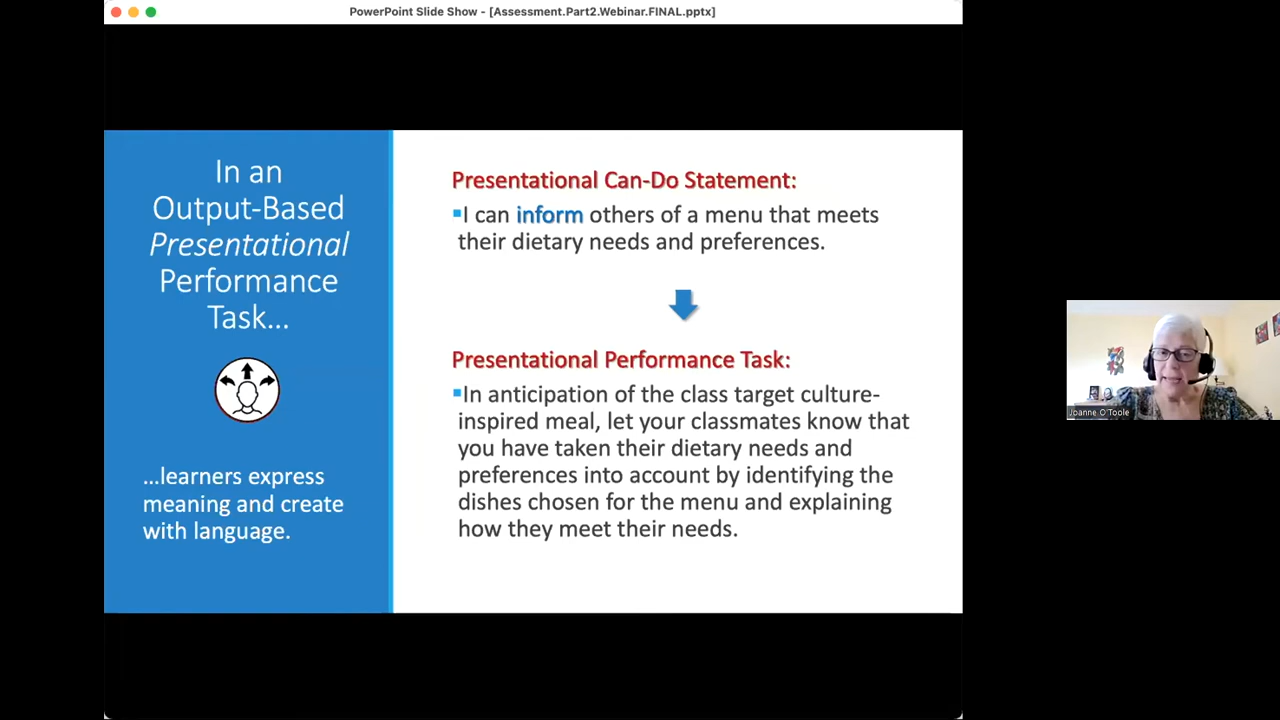 PowerPoint Slide Show - [Assessment.Part2.Webinar.FINAL.pptx]
In an
Output-Based
Presentational
Performance
Task...
...learners express
meaning and create
with language.
Presentational Can-Do Statement:
▪I can inform others of a menu that meets
their dietary needs and preferences.
Presentational Performance Task:
▪In anticipation of the class target culture-
inspired meal, let your classmates know that
you have taken their dietary needs and
preferences into account by identifying the
dishes chosen for the menu and explaining
how they meet their needs.
Joanne O'Toole